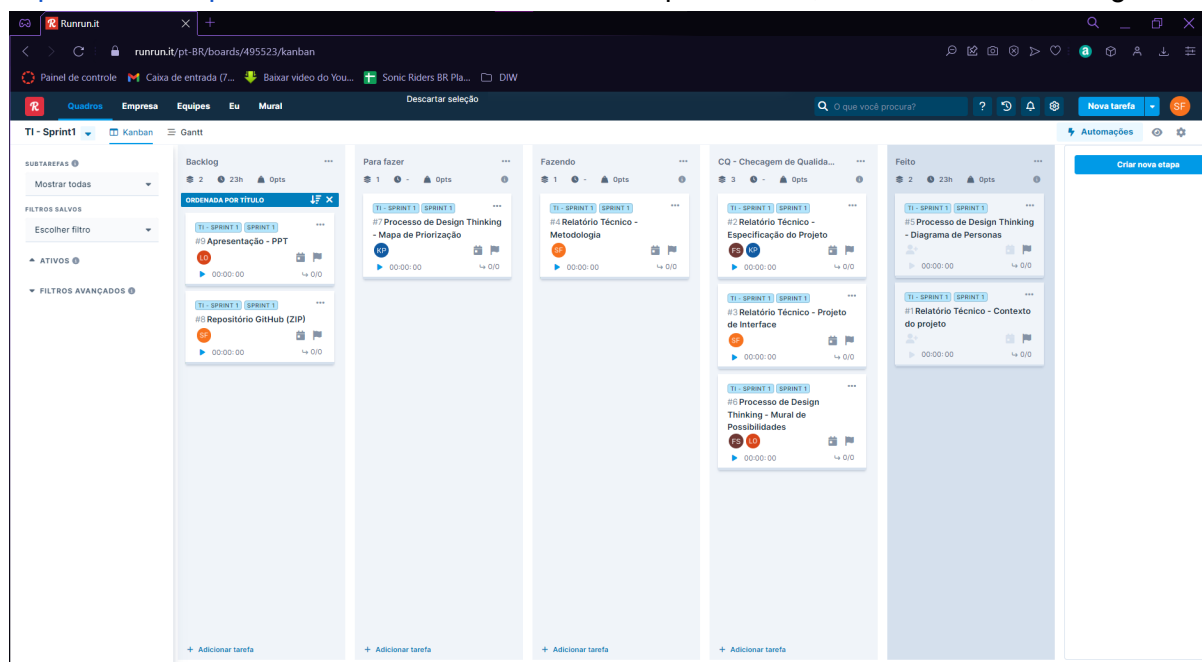 Runrun.it
runrun.it/pt-BR/boards/495523/kanban
Painel de controle
Caixa de entrada (7...
Baixar video do You...
Sonic Riders BR Pla...
DIW
Quadros
Empresa
Equipes
Eu
Mural
Descartar seleção
O que você procura?
?
Nova tarefa
SF
TI - Sprint1
Kanban
Gantt
Automações
SUBTAREFAS
Mostrar todas
FILTROS SALVOS
Escolher filtro
ATIVOS
FILTROS AVANÇADOS
Backlog
2 23h 0pts
ORDENADA POR TÍTULO
TI - SPRINT 1 SPRINT 1
#9 Apresentação - PPT
LO
00:00:00 0/0
TI - SPRINT 1 SPRINT 1
#8 Repositório GitHub (ZIP)
SF
00:00:00 0/0
+ Adicionar tarefa
Para fazer
1 - 0pts
TI - SPRINT 1 SPRINT 1
#7 Processo de Design Thinking
- Mapa de Priorização
KP
00:00:00 0/0
+ Adicionar tarefa
Fazendo
1 - 0pts
TI - SPRINT 1 SPRINT 1
#4 Relatório Técnico -
Metodologia
SF
00:00:00 0/0
+ Adicionar tarefa
CQ - Checagem de Qualida...
3 - 0pts
TI - SPRINT 1 SPRINT 1
#2 Relatório Técnico -
Especificação do Projeto
FS KP
00:00:00 0/0
TI - SPRINT 1 SPRINT 1
#3 Relatório Técnico - Projeto
de Interface
SF
00:00:00 0/0
TI - SPRINT 1 SPRINT 1
#6 Processo de Design
Thinking - Mural de
Possibilidades
FS LO
00:00:00 0/0
+ Adicionar tarefa
Feito
2 23h 0pts
TI - SPRINT 1 SPRINT 1
#5 Processo de Design Thinking
- Diagrama de Personas
00:00:00 0/0
TI - SPRINT 1 SPRINT 1
#1 Relatório Técnico - Contexto
do projeto
00:00:00 0/0
Criar nova etapa